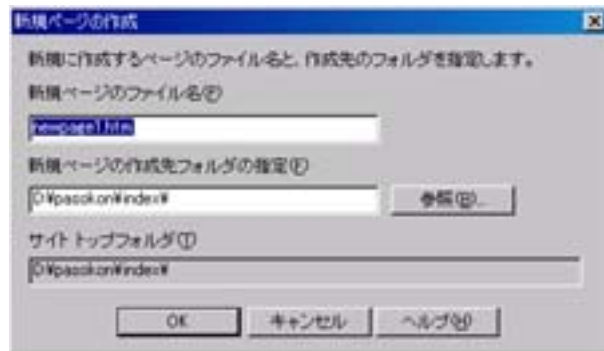 新規ページの作成
新規に作成するページのファイル名と、作成先のフォルダを指定します。
新規ページのファイル名(P)
newpage1.htm
新規ページの作成先フォルダの指定(F)
D:¥pasokon¥index¥
参照(B)...
サイト トップフォルダ(T)
D:¥pasokon¥index¥
OK
キャンセル
ヘルプ(H)